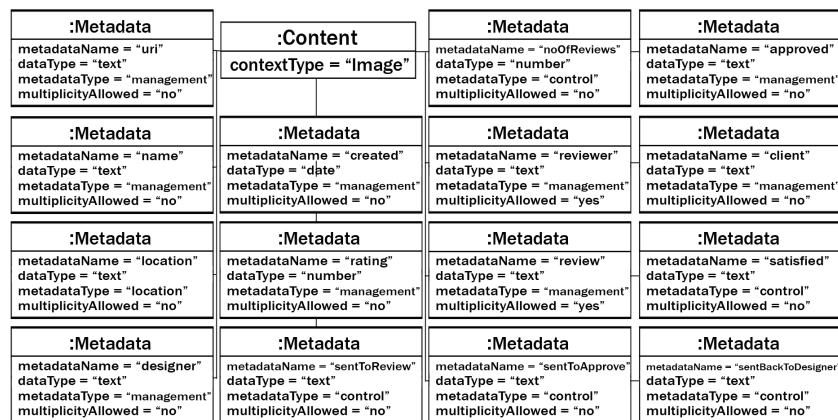 :Metadata
metadataName = “uri”
dataType = “text”
metadataType = “management”
multiplicityAllowed = “no”
:Content
contextType = “Image”
:Metadata
metadataName = “noOfReviews”
dataType = “number”
metadataType = “control”
multiplicityAllowed = “no”
:Metadata
metadataName = “approved”
dataType = “text”
metadataType = “management”
multiplicityAllowed = “no”
:Metadata
metadataName = “name”
dataType = “text”
metadataType = “management”
multiplicityAllowed = “no”
:Metadata
metadataName = “created”
dataType = “date”
metadataType = “management”
multiplicityAllowed = “no”
:Metadata
metadataName = “reviewer”
dataType = “text”
metadataType = “management”
multiplicityAllowed = “yes”
:Metadata
metadataName = “client”
dataType = “text”
metadataType = “management”
multiplicityAllowed = “no”
:Metadata
metadataName = “location”
dataType = “text”
metadataType = “location”
multiplicityAllowed = “no”
:Metadata
metadataName = “rating”
dataType = “number”
metadataType = “management”
multiplicityAllowed = “no”
:Metadata
metadataName = “review”
dataType = “text”
metadataType = “management”
multiplicityAllowed = “yes”
:Metadata
metadataName = “satisfied”
dataType = “text”
metadataType = “control”
multiplicityAllowed = “no”
:Metadata
metadataName = “designer”
dataType = “text”
metadataType = “management”
multiplicityAllowed = “no”
:Metadata
metadataName = “sentToReview”
dataType = “text”
metadataType = “control”
multiplicityAllowed = “no”
:Metadata
metadataName = “sentToApprove”
dataType = “text”
metadataType = “control”
multiplicityAllowed = “no”
:Metadata
metadataName = “sentBackToDesigner”
dataType = “text”
metadataType = “control”
multiplicityAllowed = “no”